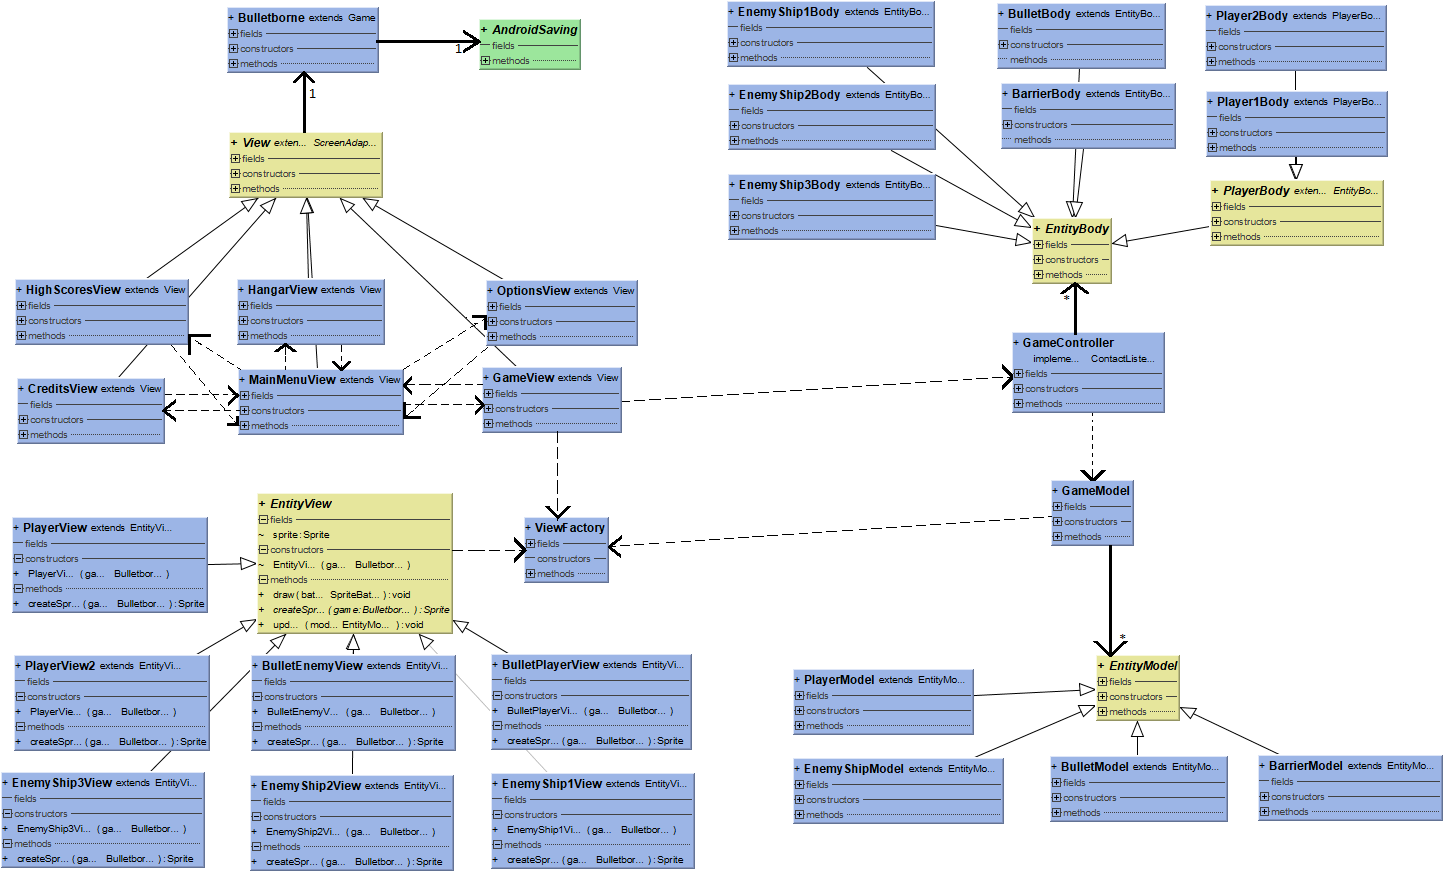 + Bulletborne extends Game
fields
constructors
methods
1
+ AndroidSaving
fields
methods
1
+ View exten... ScreenAdap...
fields
constructors
methods
+ HighScoresView extends View
fields
constructors
methods
+ HangarView extends View
fields
constructors
methods
+ OptionsView extends View
fields
constructors
methods
+ CreditsView extends View
fields
constructors
methods
+ MainMenuView extends View
fields
constructors
methods
+ GameView extends View
fields
constructors
methods
+ EnemyShip1Body extends EntityBo...
fields
constructors
methods
+ BulletBody extends EntityBo...
fields
constructors
methods
+ Player2Body extends PlayerBo...
fields
constructors
methods
+ EnemyShip2Body extends EntityBo...
fields
constructors
methods
+ BarrierBody extends EntityBo...
fields
constructors
methods
+ Player1Body extends PlayerBo...
fields
constructors
methods
+ EnemyShip3Body extends EntityBo...
fields
constructors
methods
+ PlayerBody exten... EntityBo...
fields
constructors
methods
+ EntityBody
fields
constructors
methods
*
+ GameController
impleme... ContactListe...
fields
constructors
methods
+ GameModel
fields
constructors
methods
*
+ ViewFactory
fields
constructors
methods
+ EntityView
fields
~ sprite:Sprite
constructors
~ EntityVi... (ga... Bulletbor... )
methods
+ draw(bat... SpriteBat... ):void
+ createSpr... (game:Bulletbor... ):Sprite
+ upd... (mod... EntityMo... ):void
+ PlayerView extends EntityVi...
fields
constructors
+ PlayerVi... (ga... Bulletbor... )
methods
+ createSpr... (ga... Bulletbor... ):Sprite
+ PlayerView2 extends EntityVi...
fields
constructors
+ PlayerVie... (ga... Bulletbor... )
methods
+ createSpr... (ga... Bulletbor... ):Sprite
+ BulletEnemyView extends EntityVi...
fields
constructors
+ BulletEnemyV... (ga... Bulletbor... )
methods
+ createSpr... (ga... Bulletbor... ):Sprite
+ BulletPlayerView extends EntityVi...
fields
constructors
+ BulletPlayerVi... (ga... Bulletbor... )
methods
+ createSpr... (ga... Bulletbor... ):Sprite
+ EnemyShip3View extends EntityVi...
fields
constructors
+ EnemyShip3Vi... (ga... Bulletbor... )
methods
+ createSpr... (ga... Bulletbor... ):Sprite
+ EnemyShip2View extends EntityVi...
fields
constructors
+ EnemyShip2Vi... (ga... Bulletbor... )
methods
+ createSpr... (ga... Bulletbor... ):Sprite
+ EnemyShip1View extends EntityVi...
fields
constructors
+ EnemyShip1Vi... (ga... Bulletbor... )
methods
+ createSpr... (ga... Bulletbor... ):Sprite
+ EntityModel
fields
constructors
methods
+ PlayerModel extends EntityMo...
fields
constructors
methods
+ EnemyShipModel extends EntityMo...
fields
constructors
methods
+ BulletModel extends EntityMo...
fields
constructors
methods
+ BarrierModel extends EntityMo...
fields
constructors
methods